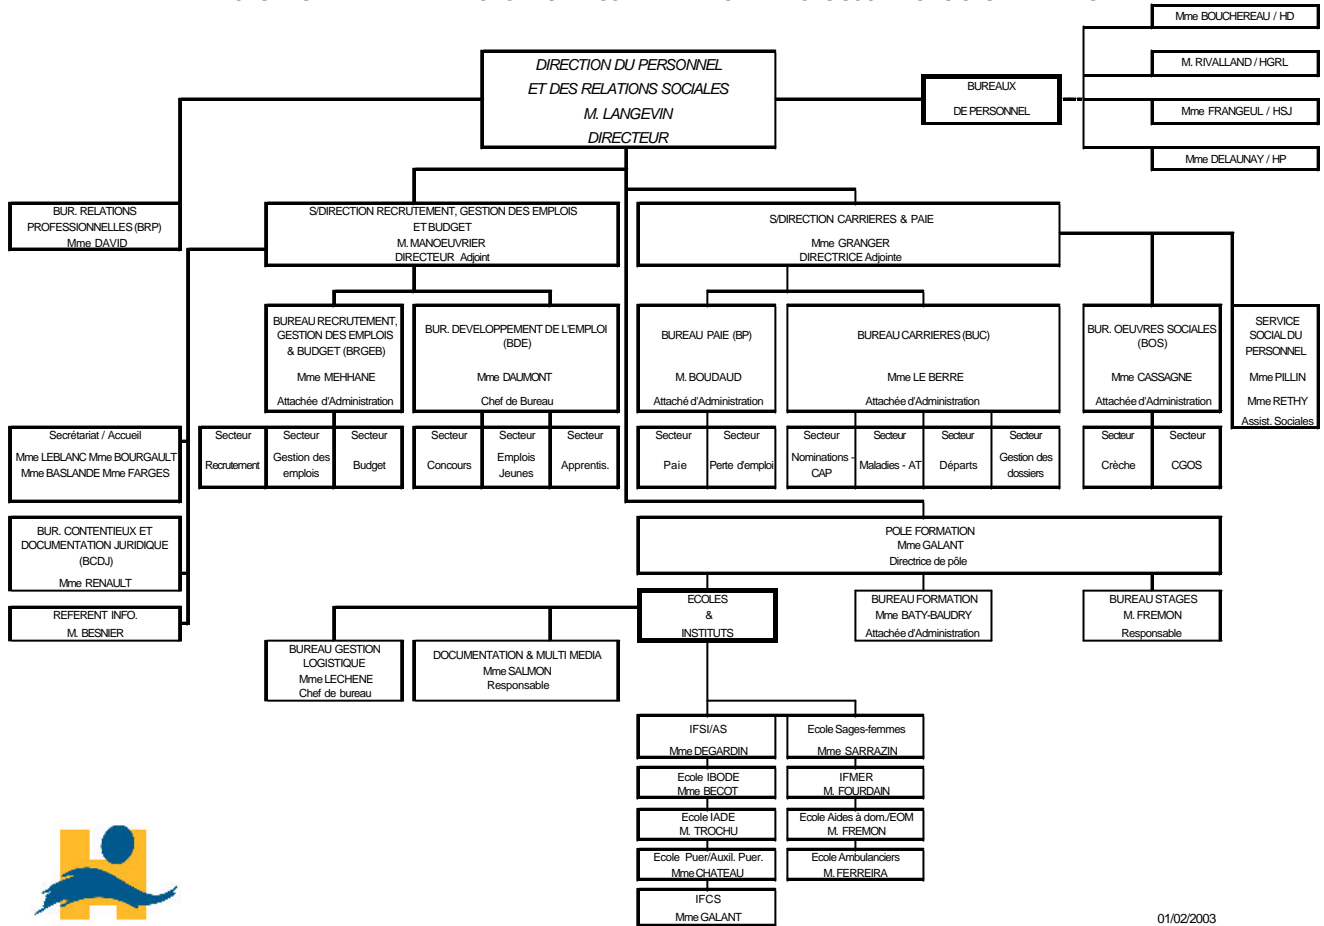 Mme BOUCHEREAU / HD
M. RIVALLAND / HGRL
Mme FRANGEUL / HSJ
Mme DELAUNAY / HP
DIRECTION DU PERSONNEL
ET DES RELATIONS SOCIALES
M. LANGEVIN
DIRECTEUR
BUREAUX
DE PERSONNEL
BUR. RELATIONS
PROFESSIONNELLES (BRP)
Mme DAVID
S/DIRECTION RECRUTEMENT, GESTION DES EMPLOIS
ET BUDGET
M. MANOEUVRIER
DIRECTEUR Adjoint
S/DIRECTION CARRIERES & PAIE
Mme GRANGER
DIRECTRICE Adjointe
BUREAU RECRUTEMENT,
GESTION DES EMPLOIS
& BUDGET (BRGEB)
Mme MEHHANE
Attachée d'Administration
BUR. DEVELOPPEMENT DE L'EMPLOI
(BDE)
Mme DAUMONT
Chef de Bureau
BUREAU PAIE (BP)
M. BOUDAUD
Attaché d'Administration
BUREAU CARRIERES (BUC)
Mme LE BERRE
Attachée d'Administration
BUR. OEUVRES SOCIALES
(BOS)
Mme CASSAGNE
Attachée d'Administration
SERVICE
SOCIAL DU
PERSONNEL
Mme PILLIN
Mme RETHY
Assist. Sociales
Secrétariat / Accueil
Mme LEBLANC Mme BOURGAULT
Mme BASLANDE Mme FARGES
Secteur
Recrutement
Secteur
Gestion des
emplois
Secteur
Budget
Secteur
Concours
Secteur
Emplois
Jeunes
Secteur
Apprentis.
Secteur
Paie
Secteur
Perte d'emploi
Secteur
Nominations -
CAP
Secteur
Maladies - AT
Secteur
Départs
Secteur
Gestion des
dossiers
Secteur
Crèche
Secteur
CGOS
BUR. CONTENTIEUX ET
DOCUMENTATION JURIDIQUE
(BCDJ)
Mme RENAULT
REFERENT INFO.
M. BESNIER
POLE FORMATION
Mme GALANT
Directrice de pôle
ECOLES
&
INSTITUTS
BUREAU FORMATION
Mme BATY-BAUDRY
Attachée d'Administration
BUREAU STAGES
M. FREMON
Responsable
BUREAU GESTION
LOGISTIQUE
Mme LECHENE
Chef de bureau
DOCUMENTATION & MULTI MEDIA
Mme SALMON
Responsable
IFSI/AS
Mme DEGARDIN
Ecole Sages-femmes
Mme SARRAZIN
Ecole IBODE
Mme BECOT
IFMER
M. FOURDAIN
Ecole IADE
M. TROCHU
Ecole Aides à dom./EOM
M. FREMON
Ecole Puer/Auxil. Puer.
Mme CHATEAU
Ecole Ambulanciers
M. FERREIRA
IFCS
Mme GALANT
01/02/2003